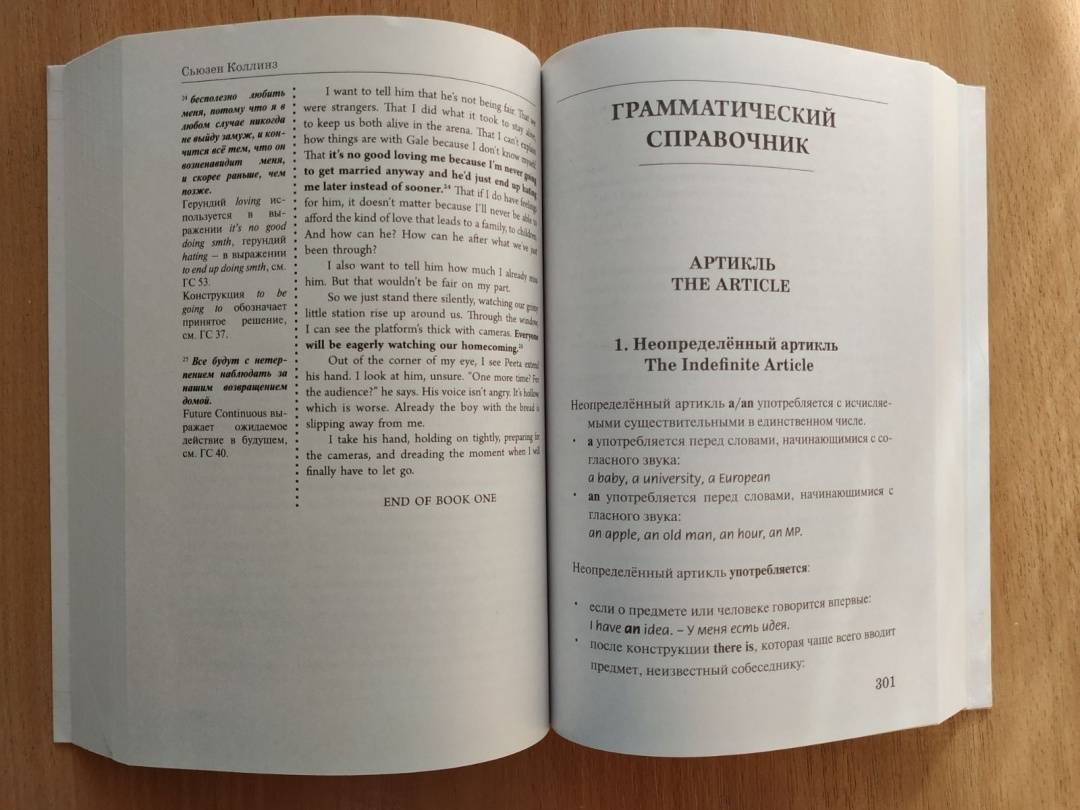 Сьюзен Коллинз
²⁴ бесполезно любить
меня, потому что я в
любом случае никогда
не выйду замуж, и кон-
чится всё тем, что он
возненавидит меня,
и скорее раньше, чем
позже.
Герундий loving ис-
пользуется в вы-
ражении it's no good
doing smth, герундий
hating – в выражении
to end up doing smth, см.
ГС 53.
Конструкция to be
going to обозначает
принятое решение,
см. ГС 37.
²⁵ Все будут с нетер-
пением наблюдать за
нашим возвращением
домой.
Future Continuous вы-
ражает ожидаемое
действие в будущем,
см. ГС 40.
I want to tell him that he's not being fair. That we
were strangers. That I did what it took to stay alive,
to keep us both alive in the arena. That I can't explain
how things are with Gale because I don't know myself.
That it's no good loving me because I'm never going
to get married anyway and he'd just end up hating
me later instead of sooner.²⁴ That if I do have feelings
for him, it doesn't matter because I'll never be able to
afford the kind of love that leads to a family, to children.
And how can he? How can he after what we've just
been through?
I also want to tell him how much I already miss
him. But that wouldn't be fair on my part.
So we just stand there silently, watching our grimy
little station rise up around us. Through the window,
I can see the platform's thick with cameras. Everyone
will be eagerly watching our homecoming.²⁵
Out of the corner of my eye, I see Peeta extend
his hand. I look at him, unsure. “One more time? For
the audience?” he says. His voice isn't angry. It's hollow,
which is worse. Already the boy with the bread is
slipping away from me.
I take his hand, holding on tightly, preparing for
the cameras, and dreading the moment when I will
finally have to let go.
END OF BOOK ONE
ГРАММАТИЧЕСКИЙ
СПРАВОЧНИК
АРТИКЛЬ
THE ARTICLE
1. Неопределённый артикль
The Indefinite Article
Неопределённый артикль a/an употребляется с исчисляе-
мыми существительными в единственном числе.
• a употребляется перед словами, начинающимися с со-
гласного звука:
a baby, a university, a European
• an употребляется перед словами, начинающимися с
гласного звука:
an apple, an old man, an hour, an MP.
Неопределённый артикль употребляется:
• если о предмете или человеке говорится впервые:
I have an idea. – У меня есть идея.
• после конструкции there is, которая чаще всего вводит
предмет, неизвестный собеседнику:
301